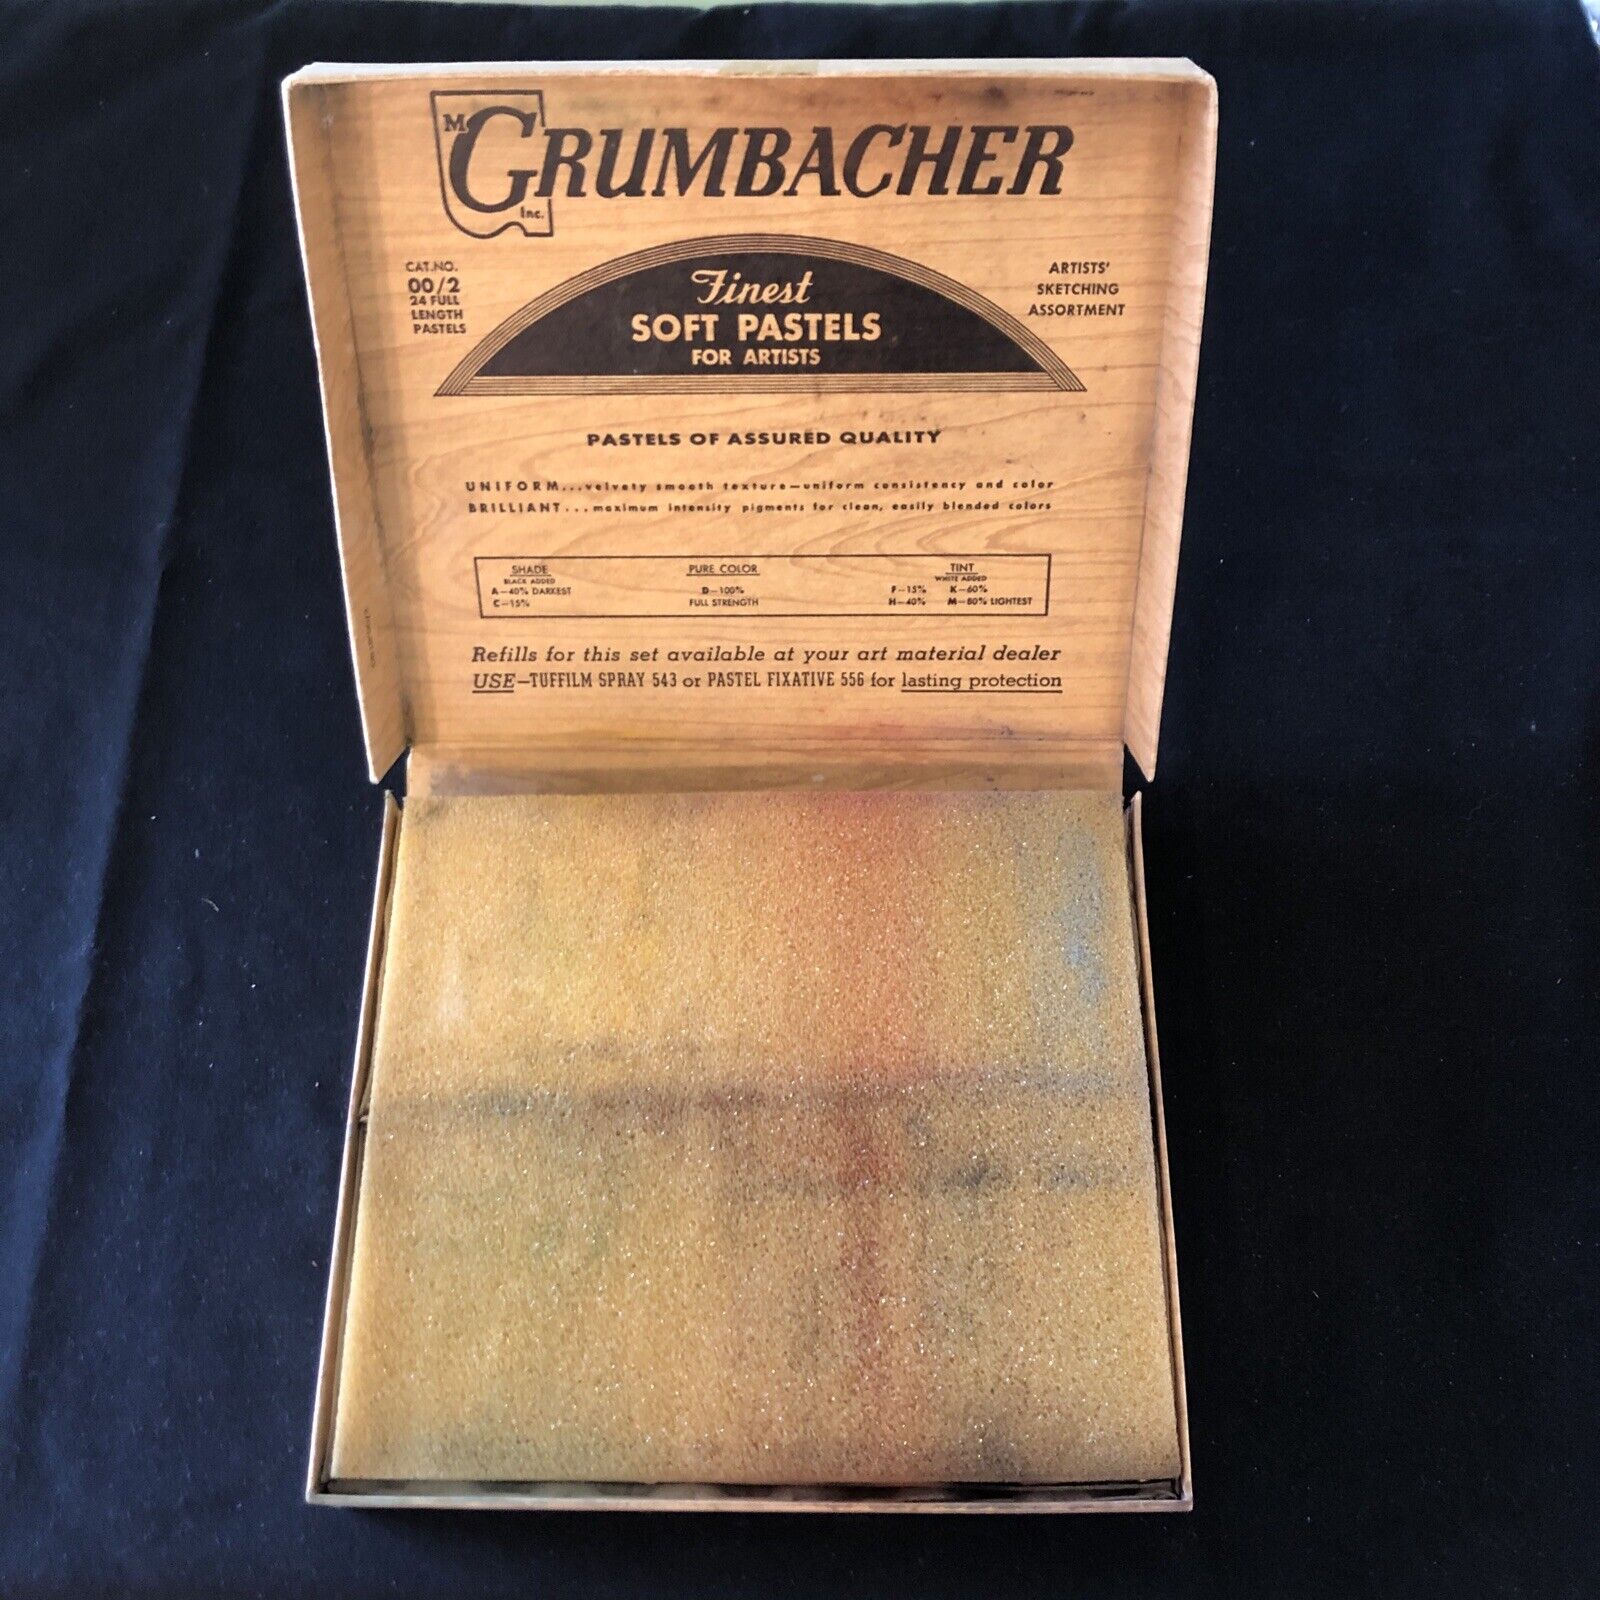 M
GRUMBACHER
Inc.
CAT.NO.
00/2
24 FULL
LENGTH
PASTELS
Finest
SOFT PASTELS
FOR ARTISTS
ARTISTS'
SKETCHING
ASSORTMENT
PASTELS OF ASSURED QUALITY
UNIFORM...velvety smooth texture—uniform consistency and color
BRILLIANT...maximum intensity pigments for clean, easily blended colors
SHADE
BLACK ADDED
A—40% DARKEST
C—15%
PURE COLOR
D—100%
FULL STRENGTH
TINT
WHITE ADDED
F—15% K—60%
H—40% M—80% LIGHTEST
Refills for this set available at your art material dealer
USE—TUFFILM SPRAY 543 or PASTEL FIXATIVE 556 for lasting protection